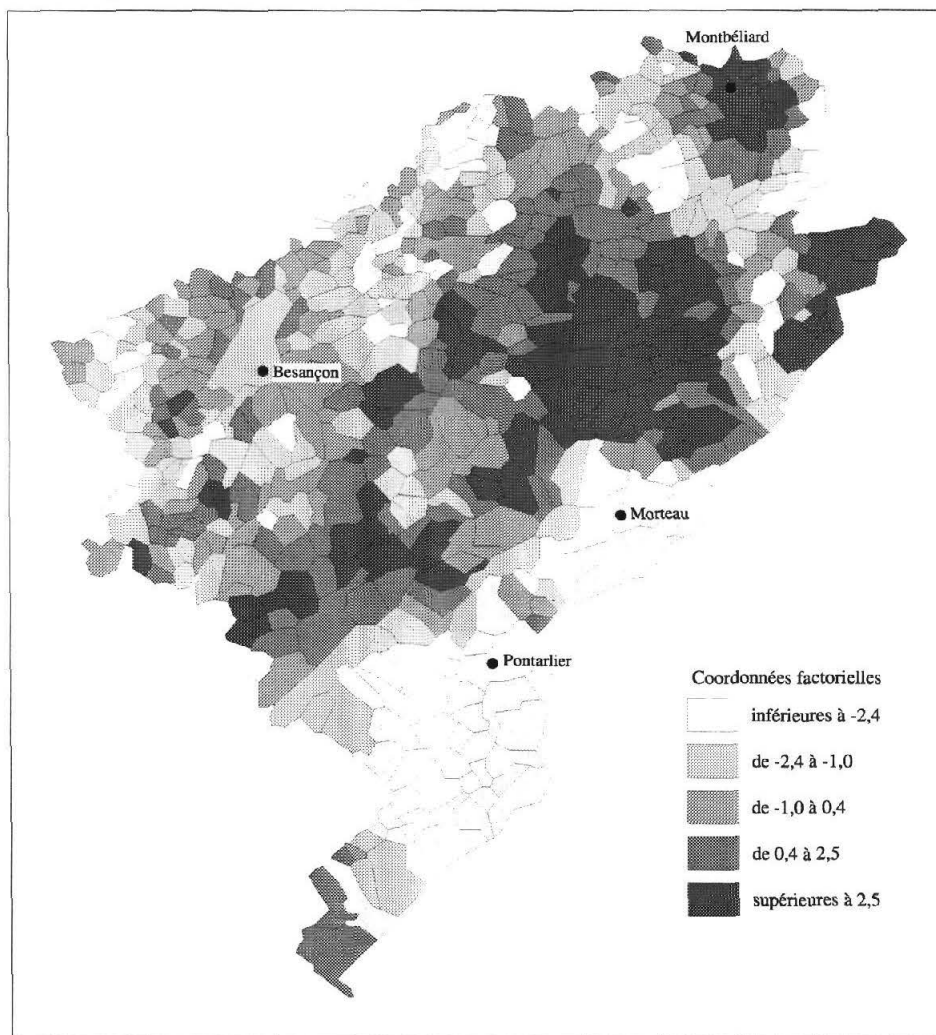 Montbéliard
Besançon
Morteau
Pontarlier
Coordonnées factorielles
inférieures à -2,4
de -2,4 à -1,0
de -1,0 à 0,4
de 0,4 à 2,5
supérieures à 2,5